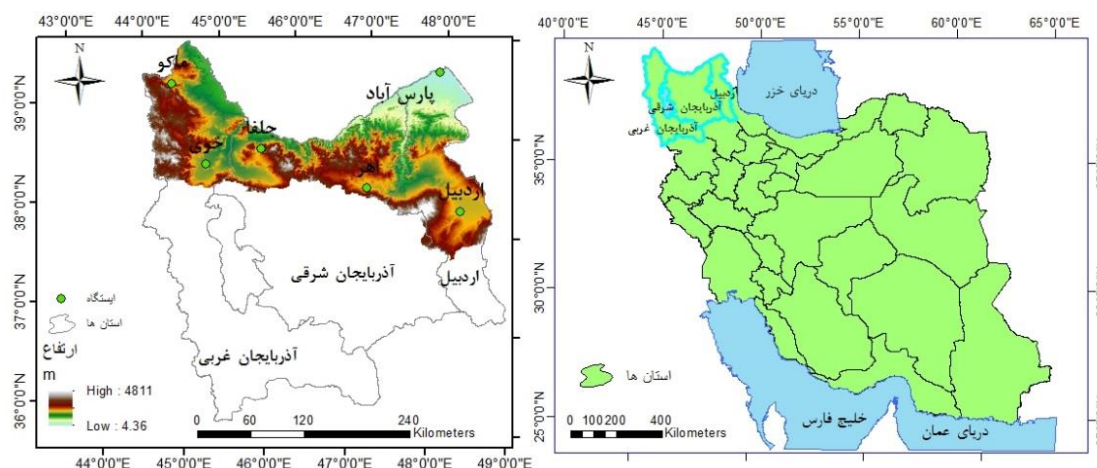 43°0'0"E 44°0'0"E 45°0'0"E 46°0'0"E 47°0'0"E 48°0'0"E
N
39°0'0"N
38°0'0"N
37°0'0"N
36°0'0"N
ماکو
پارس آباد
جلفا
خوی
اهر
اردبیل
اردبیل
آذربایجان شرقی
آذربایجان غربی
ایستگاه
استان ها
ارتفاع
m
High : 4811
Low : 4.36
0 60 120 240
Kilometers
44°0'0"E 45°0'0"E 46°0'0"E 47°0'0"E 48°0'0"E 49°0'0"E
40°0'0"E 45°0'0"E 50°0'0"E 55°0'0"E 60°0'0"E 65°0'0"E
N
35°0'0"N
30°0'0"N
25°0'0"N
دریای خزر
اردبیل
آذربایجان شرقی
آذربایجان غربی
استان ها
0 100200 400
Kilometers
خلیج فارس
دریای عمان